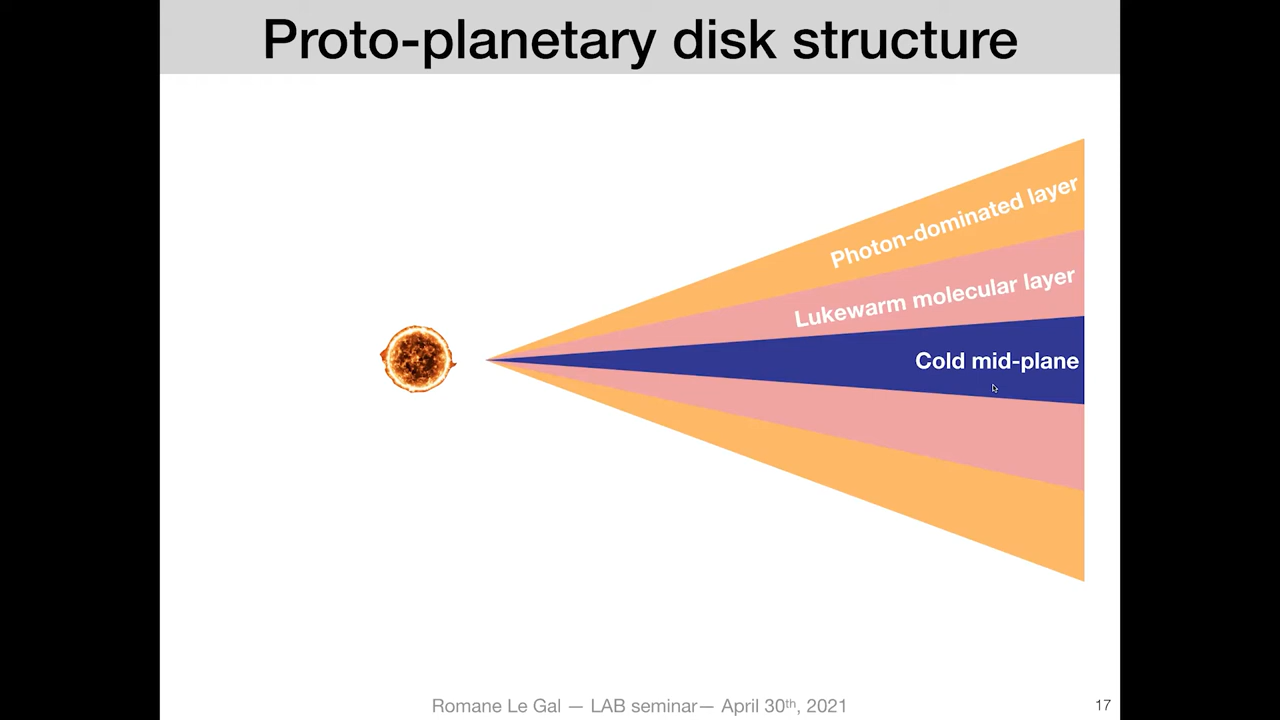 Proto-planetary disk structure
Photon-dominated layer
Lukewarm molecular layer
Cold mid-plane
Romane Le Gal — LAB seminar— April 30th, 2021
17